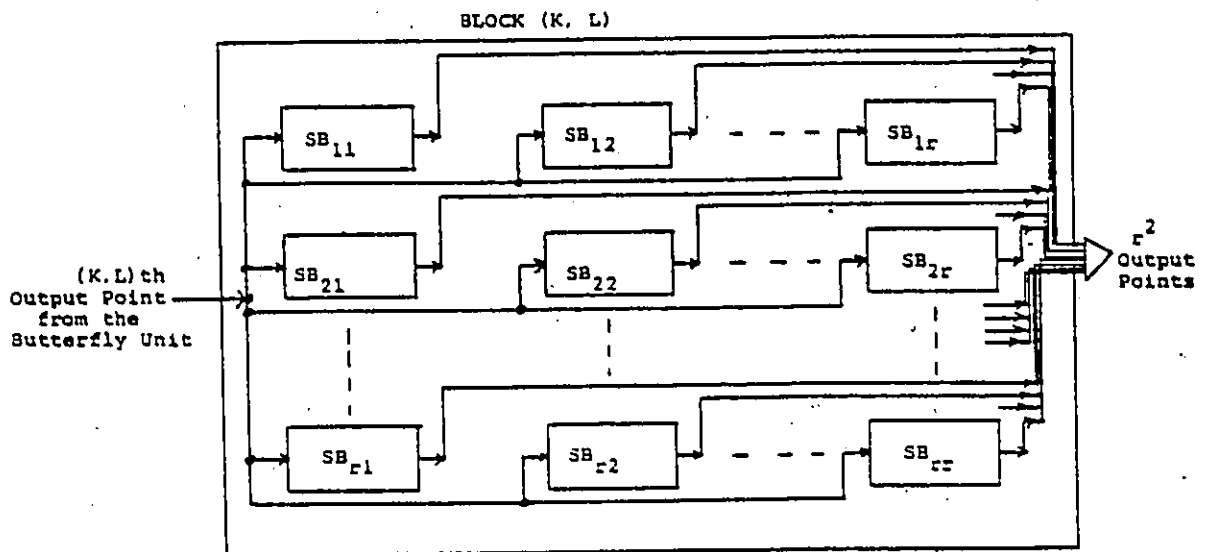 BLOCK (K, L)
SB11
SB12
SB1r
SB21
SB22
SB2r
(K.L)th
Output Point
from the
Butterfly Unit
r2
Output
Points
SBr1
SBr2
SBrr